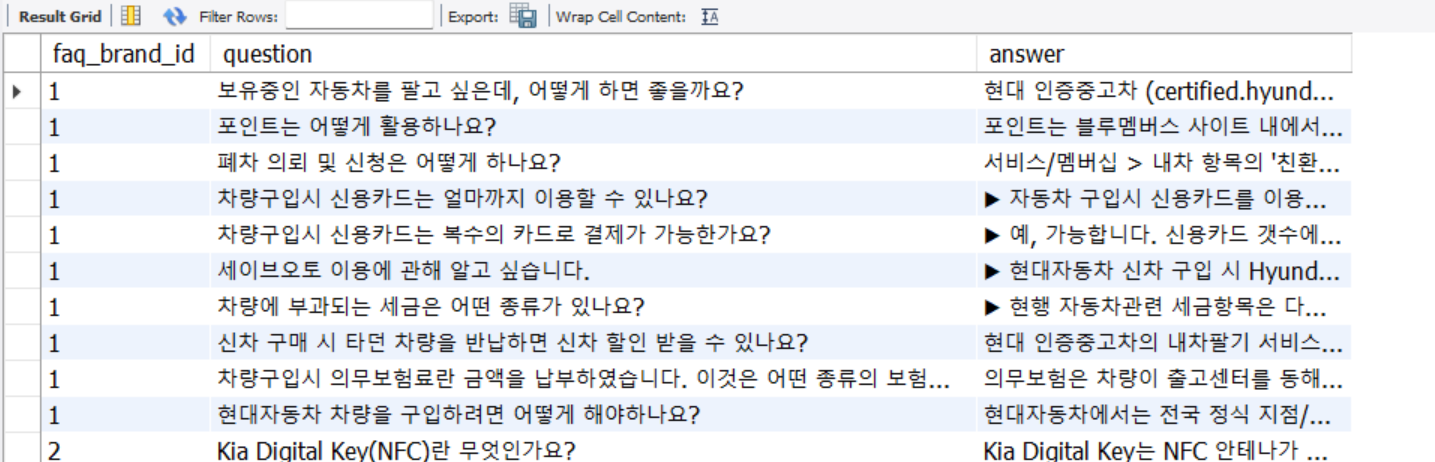 Result Grid Filter Rows: Export: Wrap Cell Content: IA
faq_brand_id question answer
1 보유중인 자동차를 팔고 싶은데, 어떻게 하면 좋을까요? 현대 인증중고차 (certified.hyund...
1 포인트는 어떻게 활용하나요? 포인트는 블루멤버스 사이트 내에서...
1 폐차 의뢰 및 신청은 어떻게 하나요? 서비스/멤버십 > 내차 항목의 '친환...
1 차량구입시 신용카드는 얼마까지 이용할 수 있나요? ▶ 자동차 구입시 신용카드를 이용...
1 차량구입시 신용카드는 복수의 카드로 결제가 가능한가요? ▶ 예, 가능합니다. 신용카드 갯수에...
1 세이브오토 이용에 관해 알고 싶습니다. ▶ 현대자동차 신차 구입 시 Hyund...
1 차량에 부과되는 세금은 어떤 종류가 있나요? ▶ 현행 자동차관련 세금항목은 다...
1 신차 구매 시 타던 차량을 반납하면 신차 할인 받을 수 있나요? 현대 인증중고차의 내차팔기 서비스...
1 차량구입시 의무보험료란 금액을 납부하였습니다. 이것은 어떤 종류의 보험... 의무보험은 차량이 출고센터를 통해...
1 현대자동차 차량을 구입하려면 어떻게 해야하나요? 현대자동차에서는 전국 정식 지점/...
2 Kia Digital Key(NFC)란 무엇인가요? Kia Digital Key는 NFC 안테나가 ...